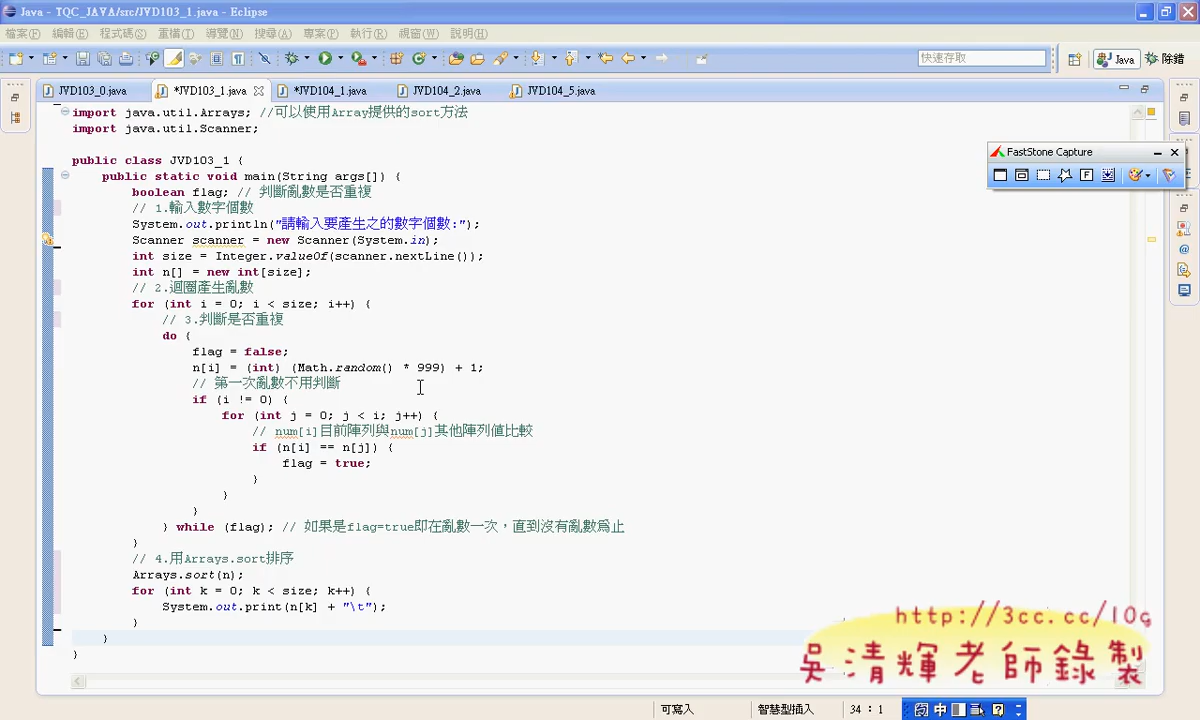 Java - TQC_JAVA/src/JVD103_1.java - Eclipse
檔案(F) 編輯(E) 程式碼(S) 重構(T) 導覽(N) 搜尋(A) 專案(P) 執行(R) 視窗(W) 說明(H)
快速存取 Java 除錯
JVD103_0.java *JVD103_1.java *JVD104_1.java JVD104_2.java JVD104_5.java
import java.util.Arrays; //可以使用Array提供的sort方法
import java.util.Scanner;
FastStone Capture
public class JVD103_1 {
public static void main(String args[]) {
boolean flag; // 判斷亂數是否重複
// 1.輸入數字個數
System.out.println("請輸入要產生之的數字個數:");
Scanner scanner = new Scanner(System.in);
int size = Integer.valueOf(scanner.nextLine());
int n[] = new int[size];
// 2.迴圈產生亂數
for (int i = 0; i < size; i++) {
// 3.判斷是否重複
do {
flag = false;
n[i] = (int) (Math.random() * 999) + 1;
// 第一次亂數不用判斷
if (i != 0) {
for (int j = 0; j < i; j++) {
// num[i]目前陣列與num[j]其他陣列值比較
if (n[i] == n[j]) {
flag = true;
}
}
}
} while (flag); // 如果是flag=true即在亂數一次，直到沒有亂數為止
}
// 4.用Arrays.sort排序
Arrays.sort(n);
for (int k = 0; k < size; k++) {
System.out.print(n[k] + "\t");
}
}
}
http://3cc.cc/10g
吳清輝老師錄製
可寫入 智慧型插入 34 : 1 中